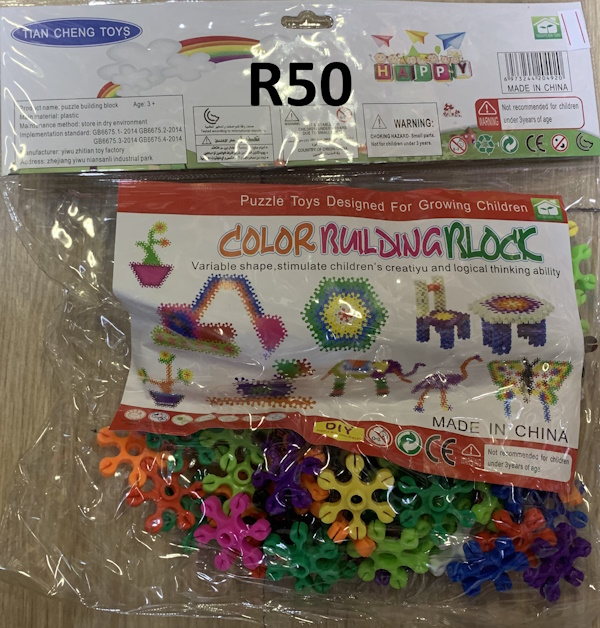 TIAN CHENG TOYS
R50
HAPPY
6973244204920
MADE IN CHINA
Product name: puzzle building block Age: 3+
Main material: plastic
Maintenance method: store in dry environment
Implementation standard: GB6675.1- 2014 GB6675.2-2014
GB6675.3-2014 GB6675.4-2014
Manufacturer: yiwu zhitian toy factory
Address: zhejiang yiwu niansanli industrial park
WARNING:
CHOKING HAZARD- Small parts.
Not for children under 3 years.
WARNING
Not recommended for children
under 3years of age
CE
Puzzle Toys Designed For Growing Children
COLOR BUILDING BLOCK
Variable shape,stimulate children's creatiyu and logical thinking ability
DIY
MADE IN CHINA
CE
Not recommended for children
under 3years of age